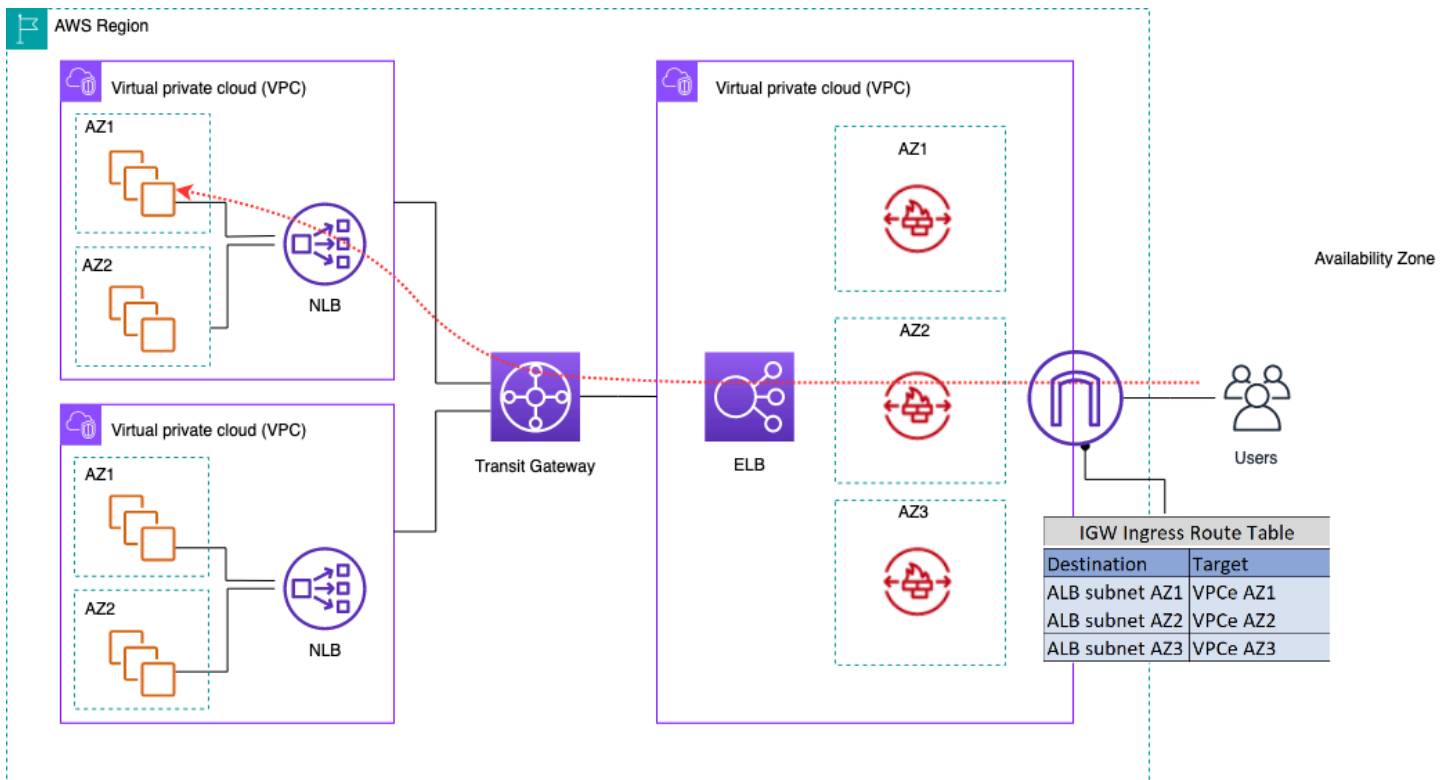 AWS Region
Virtual private cloud (VPC)
AZ1
AZ2
NLB
Virtual private cloud (VPC)
AZ1
AZ2
NLB
Transit Gateway
Virtual private cloud (VPC)
AZ1
AZ2
ELB
AZ3
Availability Zone
Users
IGW Ingress Route Table
Destination Target
ALB subnet AZ1 VPCe AZ1
ALB subnet AZ2 VPCe AZ2
ALB subnet AZ3 VPCe AZ3